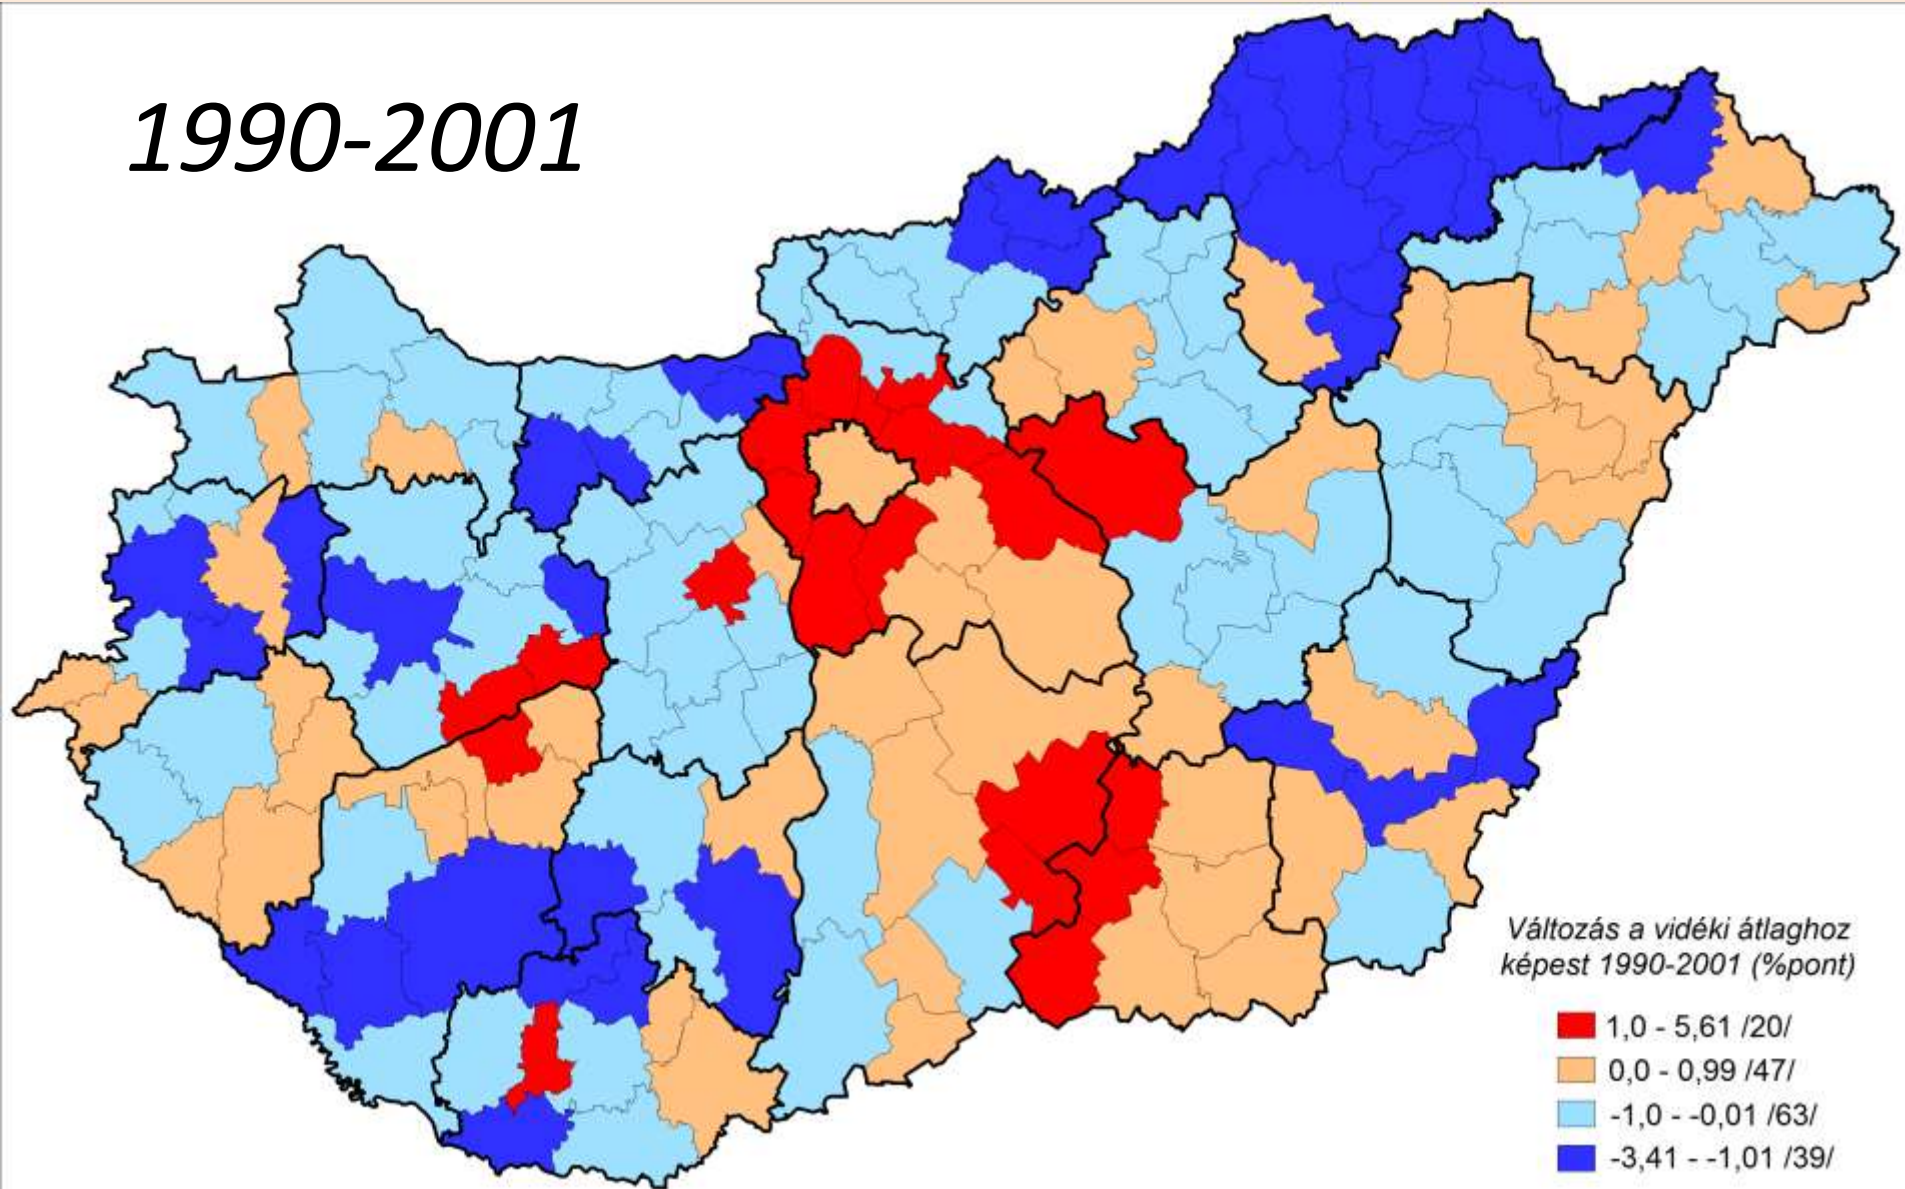 1990-2001
Változás a vidéki átlaghoz
képest 1990-2001 (%pont)
1,0 - 5,61 /20/
0,0 - 0,99 /47/
-1,0 - -0,01 /63/
-3,41 - -1,01 /39/